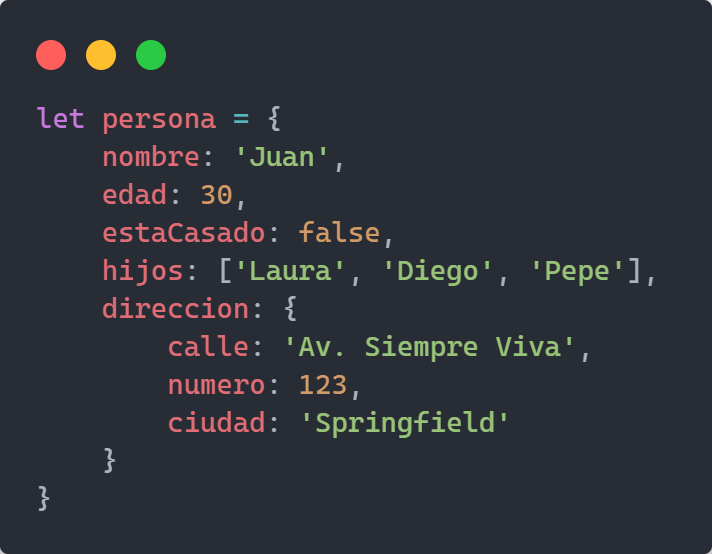 let persona = {
    nombre: 'Juan',
    edad: 30,
    estaCasado: false,
    hijos: ['Laura', 'Diego', 'Pepe'],
    direccion: {
        calle: 'Av. Siempre Viva',
        numero: 123,
        ciudad: 'Springfield'
    }
}